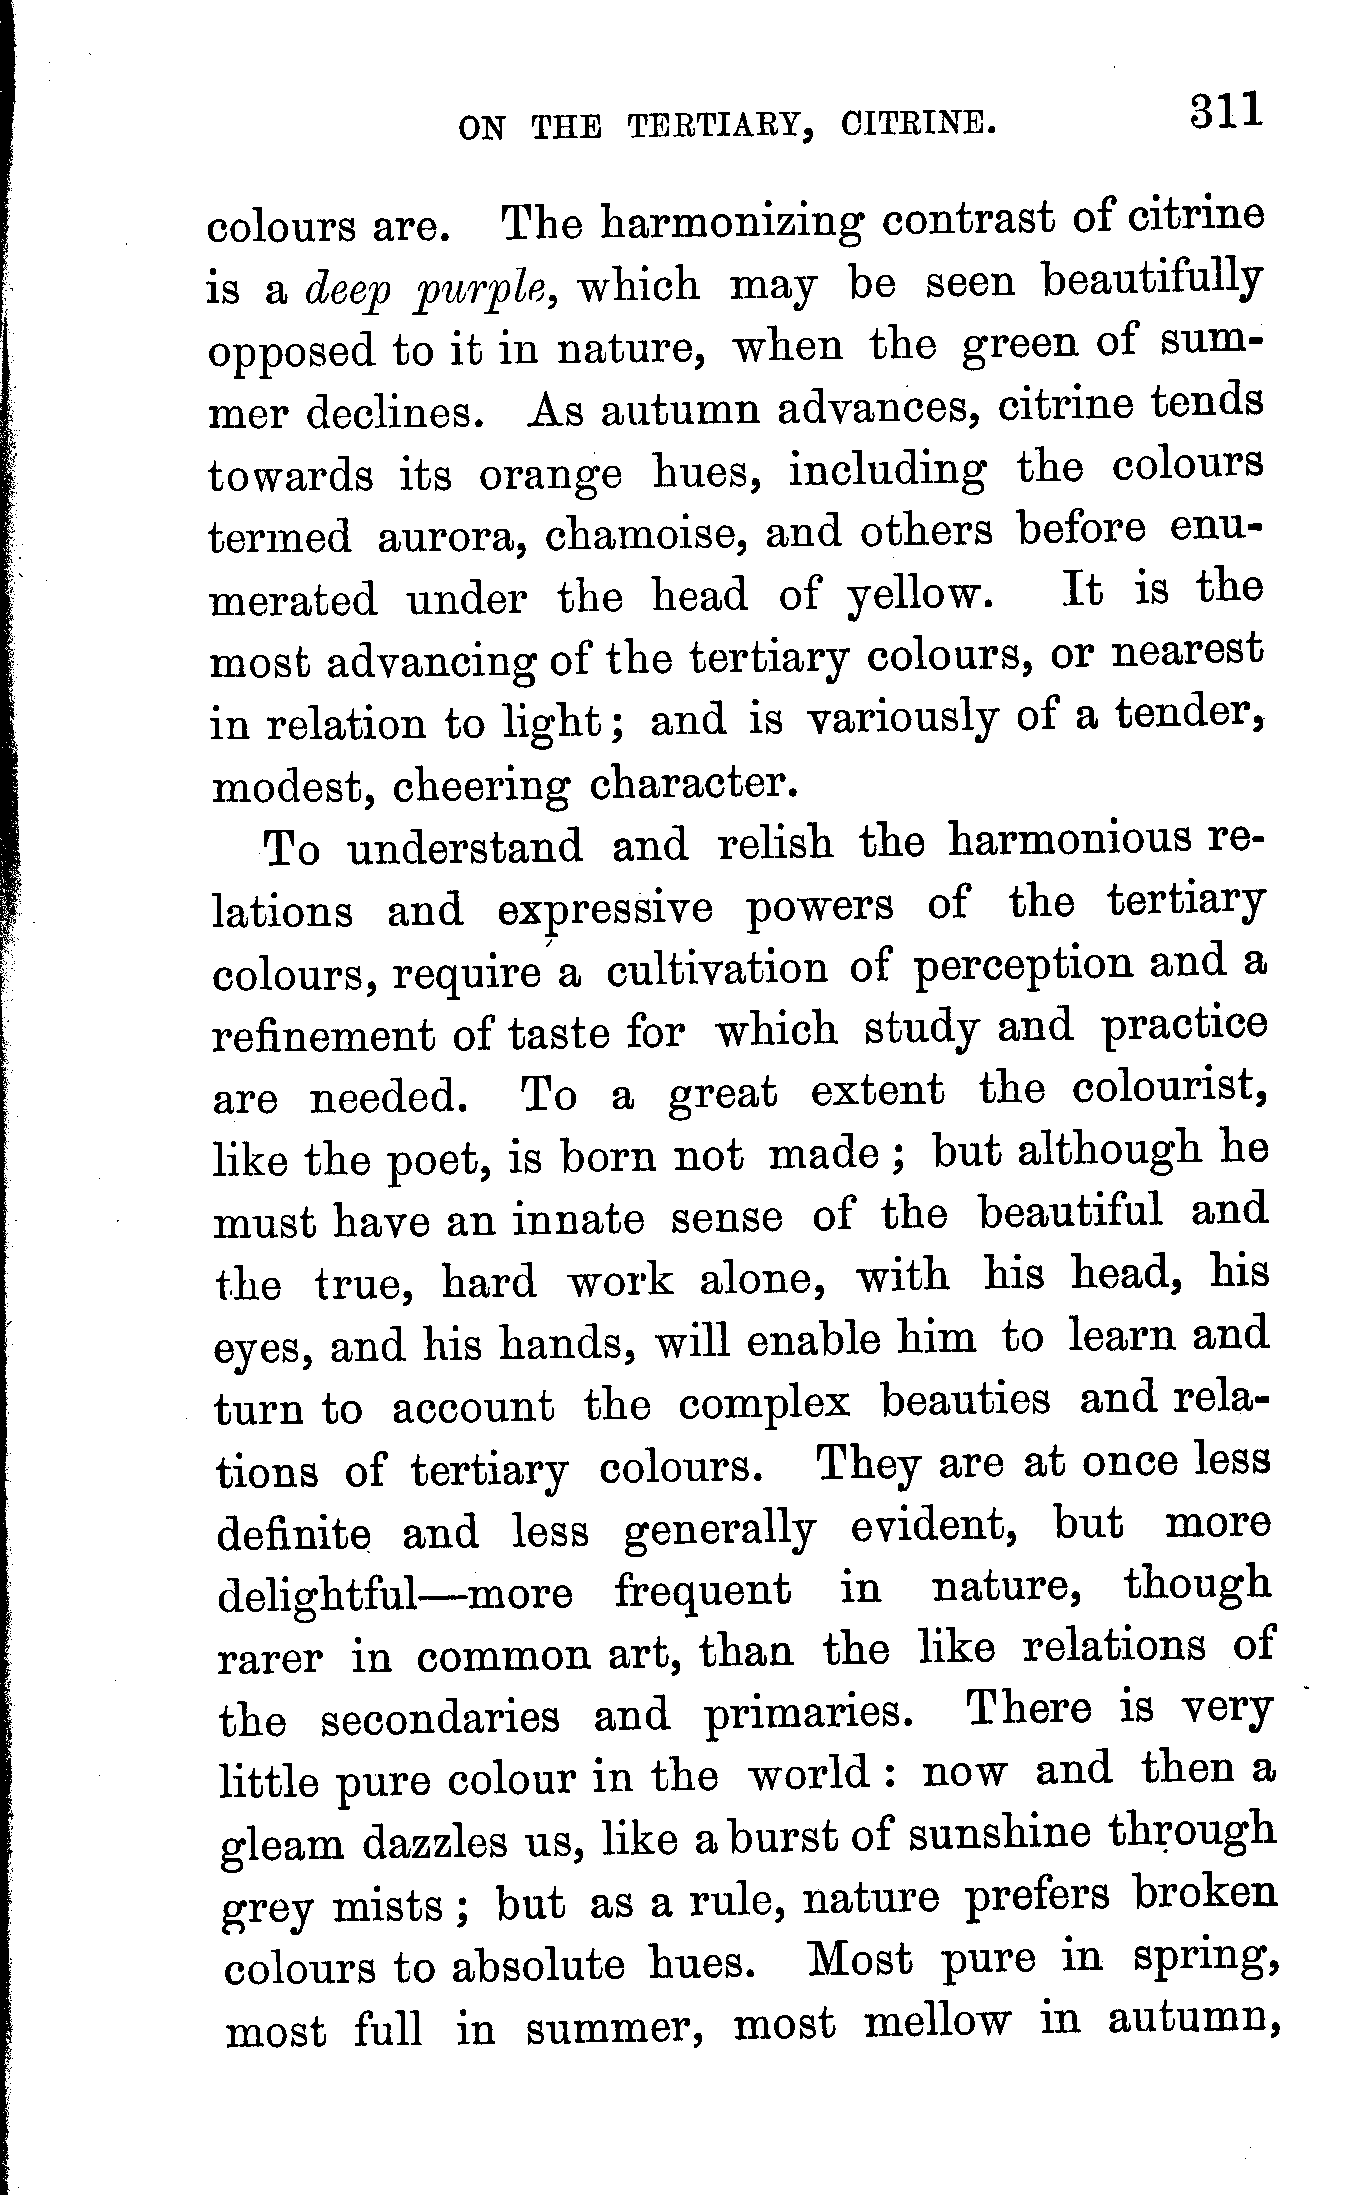 ON THE TERTIARY, CITRINE. 311
colours are. The harmonizing contrast of citrine
is a deep purple, which may be seen beautifully
opposed to it in nature, when the green of sum-
mer declines. As autumn advances, citrine tends
towards its orange hues, including the colours
termed aurora, chamoise, and others before enu-
merated under the head of yellow. It is the
most advancing of the tertiary colours, or nearest
in relation to light; and is variously of a tender,
modest, cheering character.
To understand and relish the harmonious re-
lations and expressive powers of the tertiary
colours, require a cultivation of perception and a
refinement of taste for which study and practice
are needed. To a great extent the colourist,
like the poet, is born not made; but although he
must have an innate sense of the beautiful and
the true, hard work alone, with his head, his
eyes, and his hands, will enable him to learn and
turn to account the complex beauties and rela-
tions of tertiary colours. They are at once less
definite and less generally evident, but more
delightful—more frequent in nature, though
rarer in common art, than the like relations of
the secondaries and primaries. There is very
little pure colour in the world: now and then a
gleam dazzles us, like a burst of sunshine through
grey mists; but as a rule, nature prefers broken
colours to absolute hues. Most pure in spring,
most full in summer, most mellow in autumn,